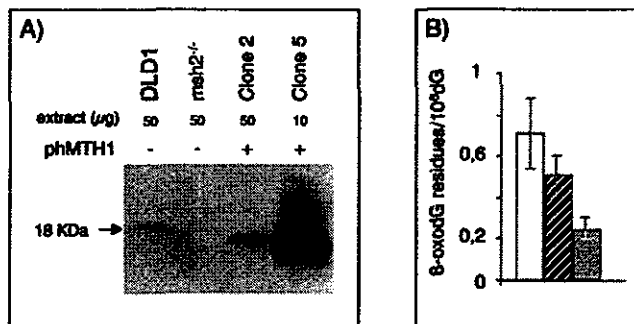 A)
DLD1
msh2-/-
Clone 2
Clone 5
extract (µg) 50 50 50 10
phMTH1 - - + +
18 KDa
B)
8-oxodG residues/10⁶dG
1
0,6
0,2
0